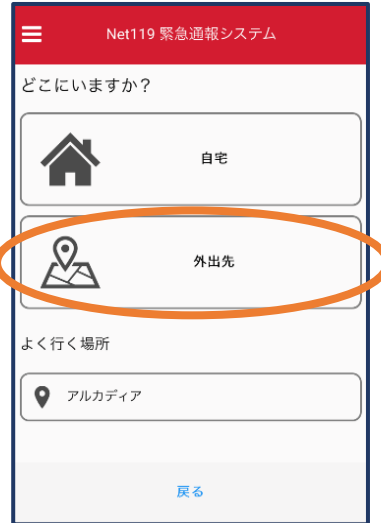 Net119 緊急通報システム
どこにいますか？
自宅
外出先
よく行く場所
アルカディア
戻る